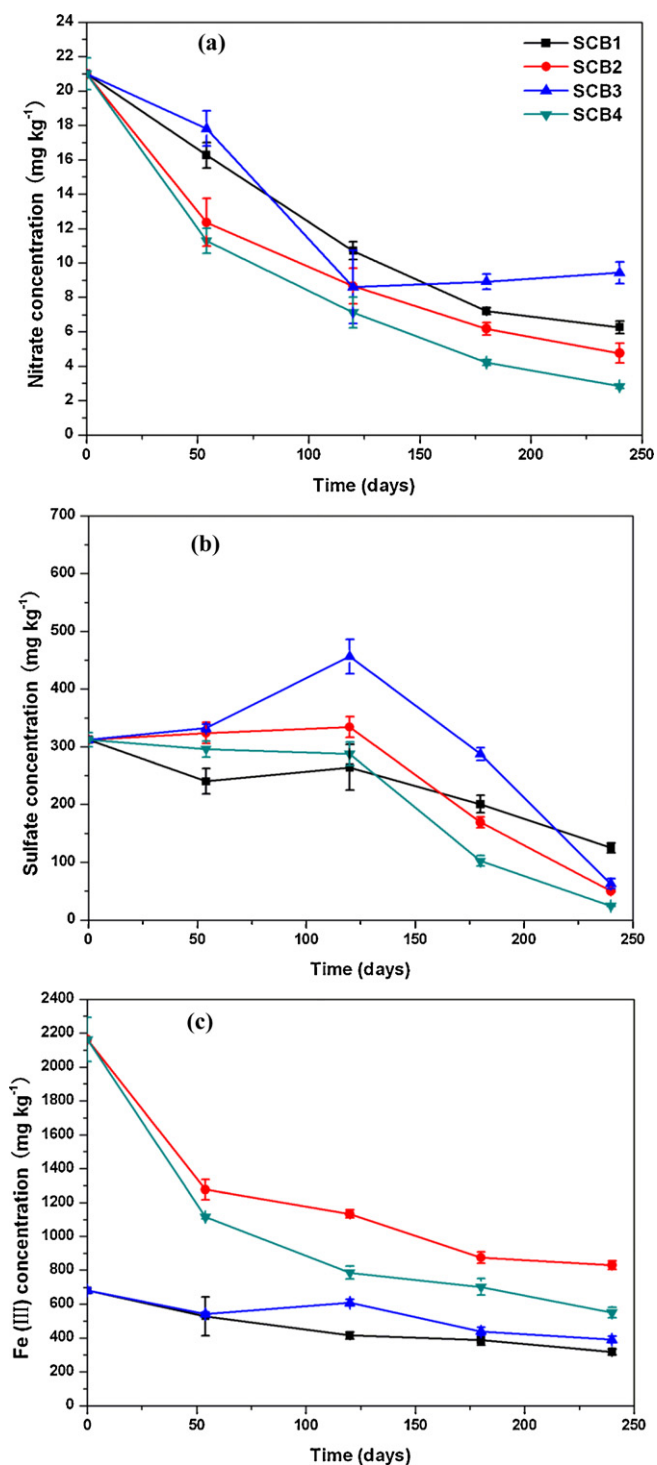 (a)
SCB1
SCB2
SCB3
SCB4
24
22
20
18
16
14
12
10
8
6
4
2
0
Nitrate concentration (mg kg⁻¹)
0 50 100 150 200 250
Time (days)
(b)
700
600
500
400
300
200
100
0
Sulfate concentration (mg kg⁻¹)
0 50 100 150 200 250
Time (days)
(c)
2400
2200
2000
1800
1600
1400
1200
1000
800
600
400
200
0
Fe (III) concentration (mg kg⁻¹)
0 50 100 150 200 250
Time (days)